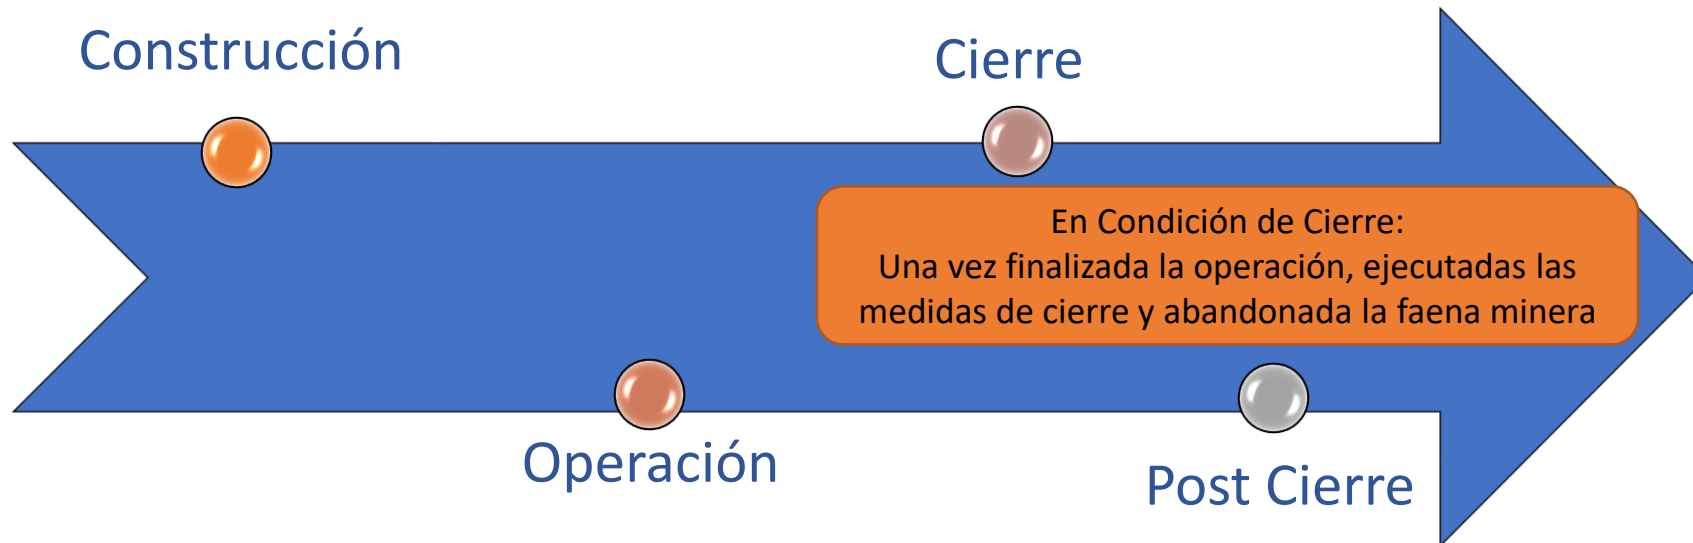 Construcción
Cierre
En Condición de Cierre:
Una vez finalizada la operación, ejecutadas las
medidas de cierre y abandonada la faena minera
Operación
Post Cierre